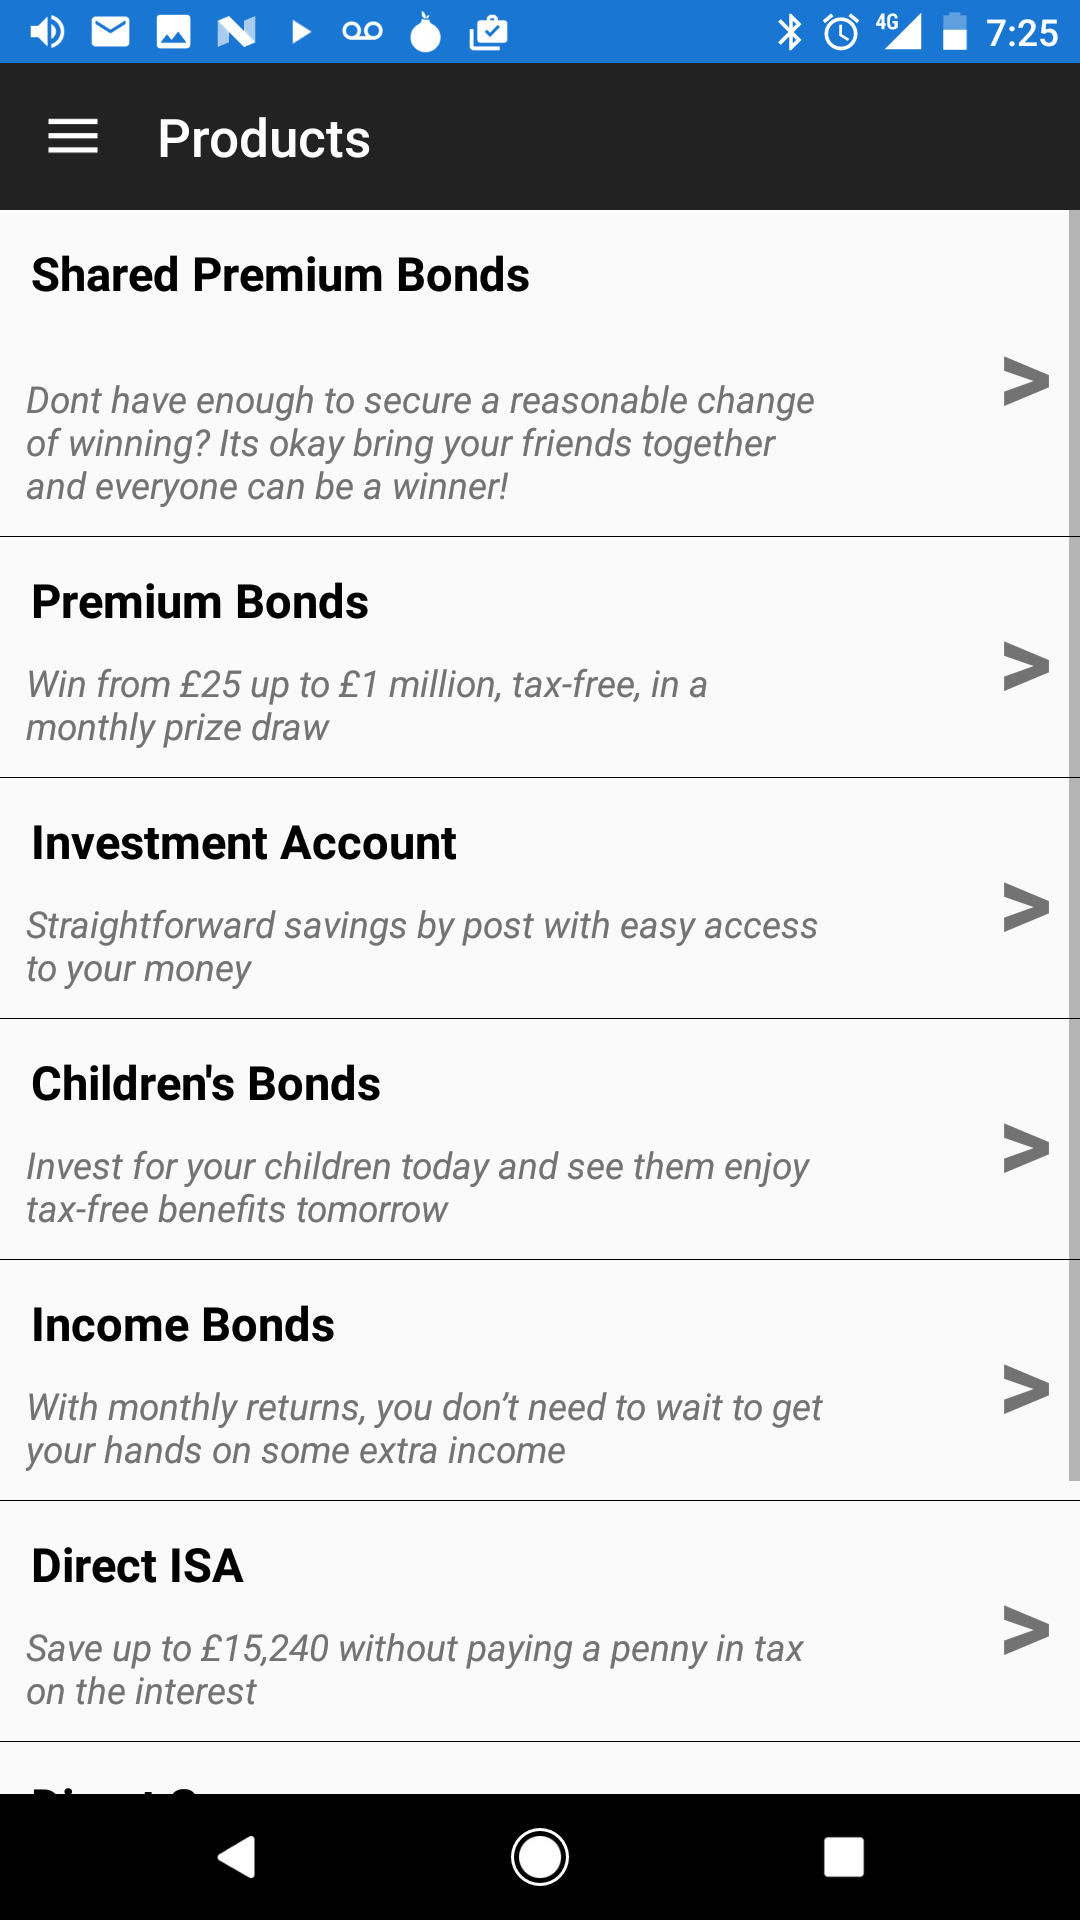 4G 7:25
Products
Shared Premium Bonds
>
Dont have enough to secure a reasonable change
of winning? Its okay bring your friends together
and everyone can be a winner!
Premium Bonds
>
Win from £25 up to £1 million, tax-free, in a
monthly prize draw
Investment Account
>
Straightforward savings by post with easy access
to your money
Children's Bonds
>
Invest for your children today and see them enjoy
tax-free benefits tomorrow
Income Bonds
>
With monthly returns, you don’t need to wait to get
your hands on some extra income
Direct ISA
>
Save up to £15,240 without paying a penny in tax
on the interest